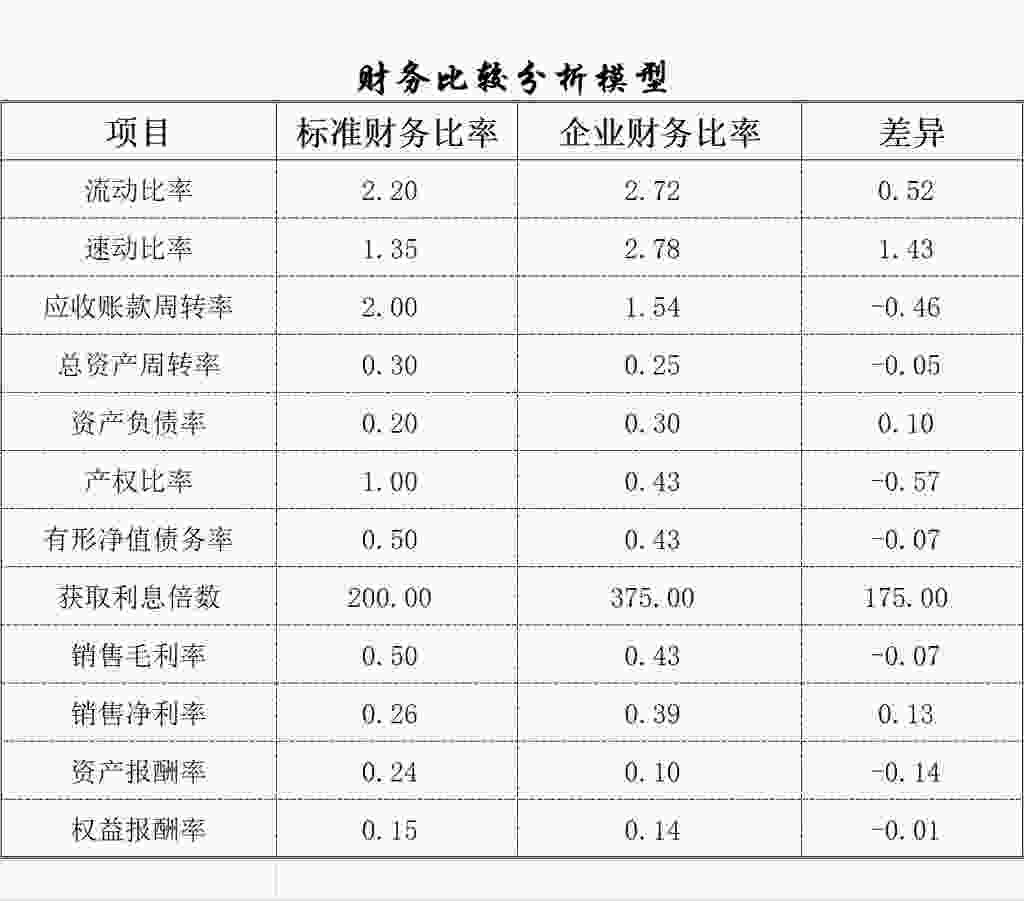 财务比较分析模型
项目 标准财务比率 企业财务比率 差异
流动比率 2.20 2.72 0.52
速动比率 1.35 2.78 1.43
应收账款周转率 2.00 1.54 -0.46
总资产周转率 0.30 0.25 -0.05
资产负债率 0.20 0.30 0.10
产权比率 1.00 0.43 -0.57
有形净值债务率 0.50 0.43 -0.07
获取利息倍数 200.00 375.00 175.00
销售毛利率 0.50 0.43 -0.07
销售净利率 0.26 0.39 0.13
资产报酬率 0.24 0.10 -0.14
权益报酬率 0.15 0.14 -0.01